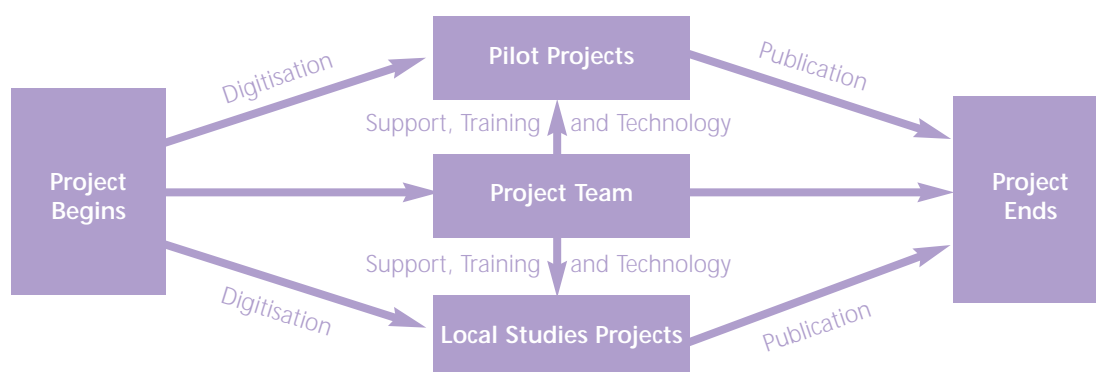 Pilot Projects
Digitisation
Publication
Support, Training and Technology
Project
Begins
Project Team
Project
Ends
Support, Training and Technology
Digitisation
Local Studies Projects
Publication